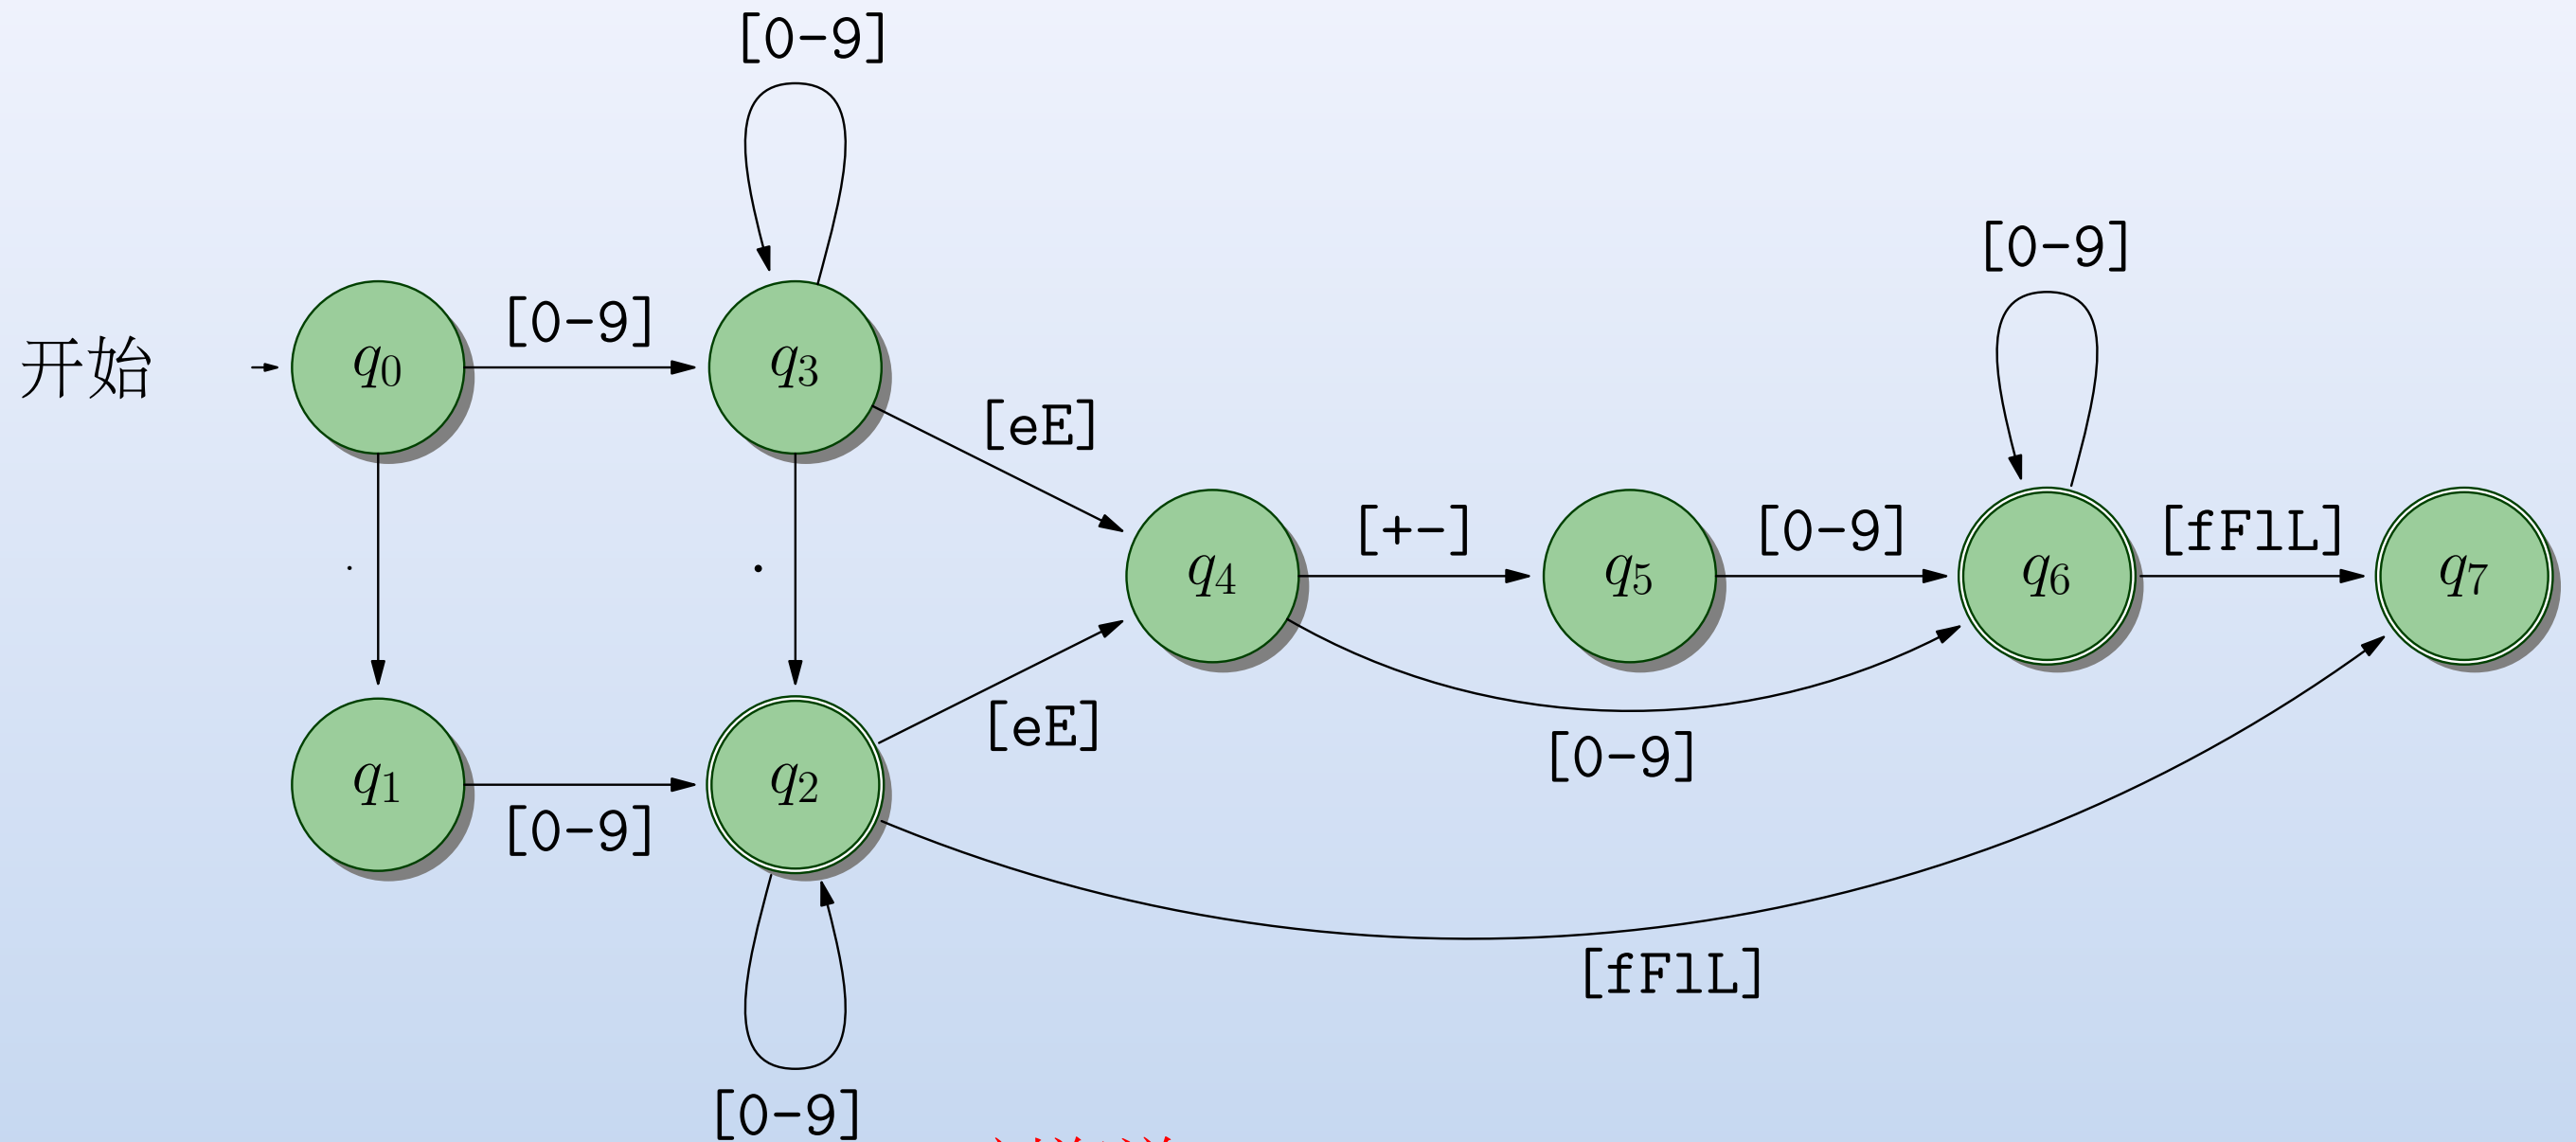 [0-9]
[0-9]
开始
q0
[0-9]
q3
[eE]
.
.
q4
[+-]
q5
[0-9]
q6
[fFlL]
q7
q1
[0-9]
q2
[eE]
[0-9]
[fFlL]
[0-9]